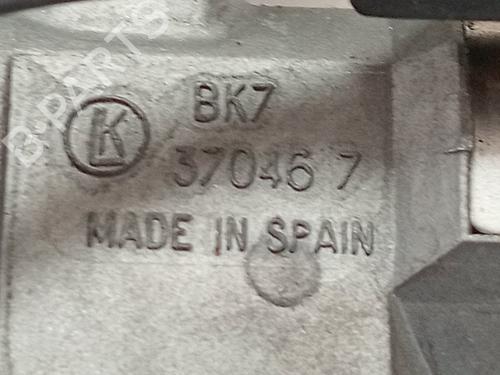 B-PARTS
BK7
K
37046 7
MADE IN SPAIN